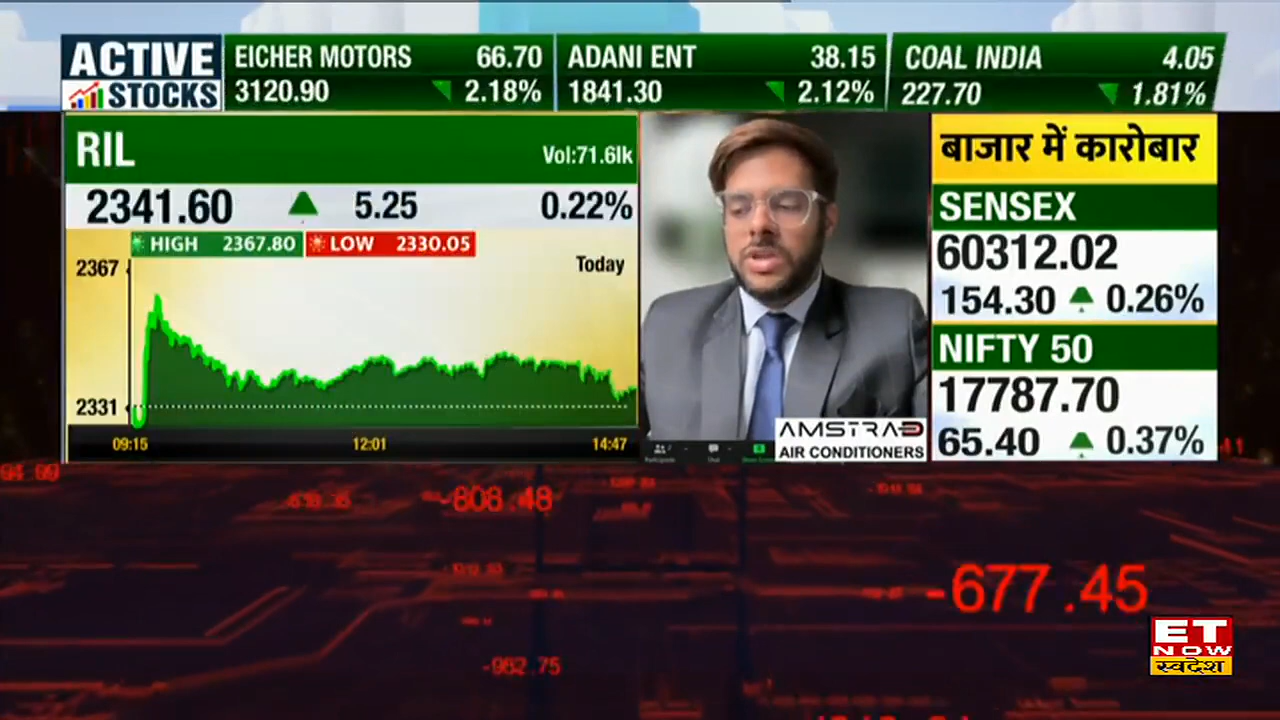 ACTIVE
STOCKS
EICHER MOTORS 66.70
3120.90 2.18%
ADANI ENT 38.15
1841.30 2.12%
COAL INDIA 4.05
227.70 1.81%
RIL Vol:71.6lk
2341.60 5.25 0.22%
HIGH 2367.80 LOW 2330.05
Today
2367
2331
09:15 12:01 14:47
AMSTRAD
AIR CONDITIONERS
बाजार में कारोबार
SENSEX
60312.02
154.30 0.26%
NIFTY 50
17787.70
65.40 0.37%
-808.48
-677.45
ET
NOW
स्वदेश